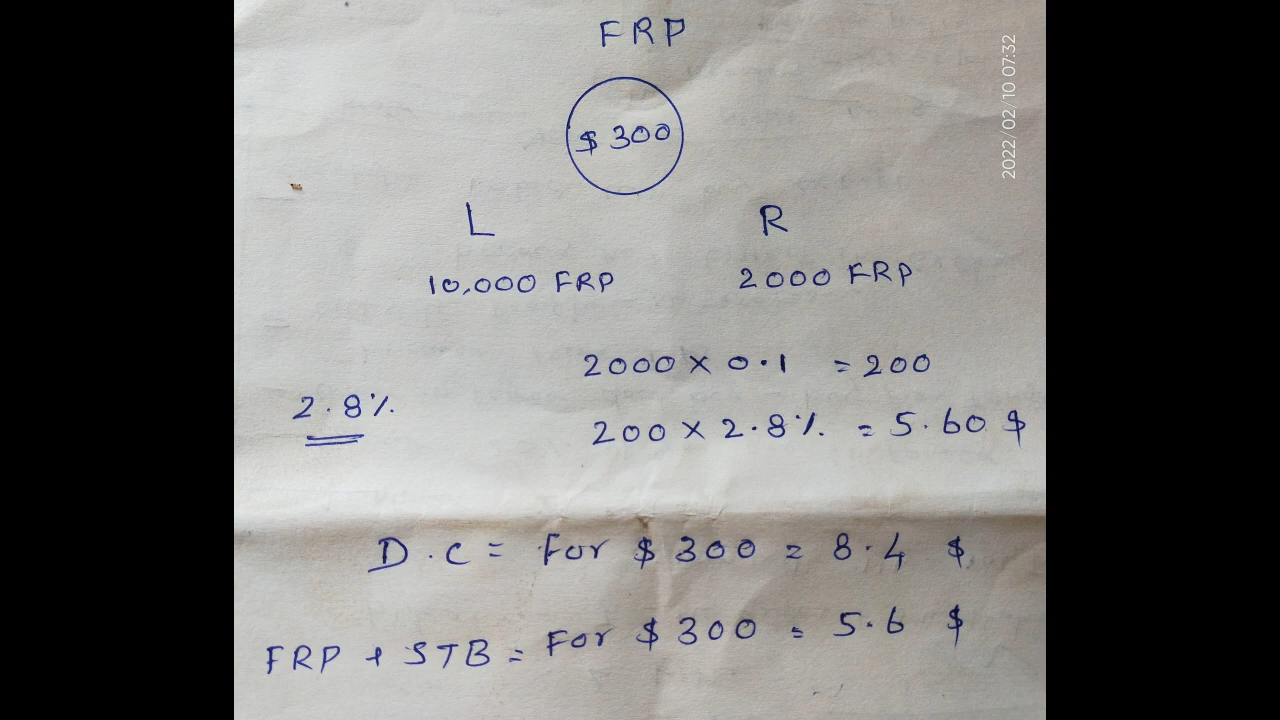 FRP
$ 300
L R
10,000 FRP 2000 FRP
2000 × 0.1 = 200
2.8%
200 × 2.8% = 5.60 $
D.C = For $ 300 = 8.4 $
FRP + STB = For $ 300 = 5.6 $
2022/02/10 07:32